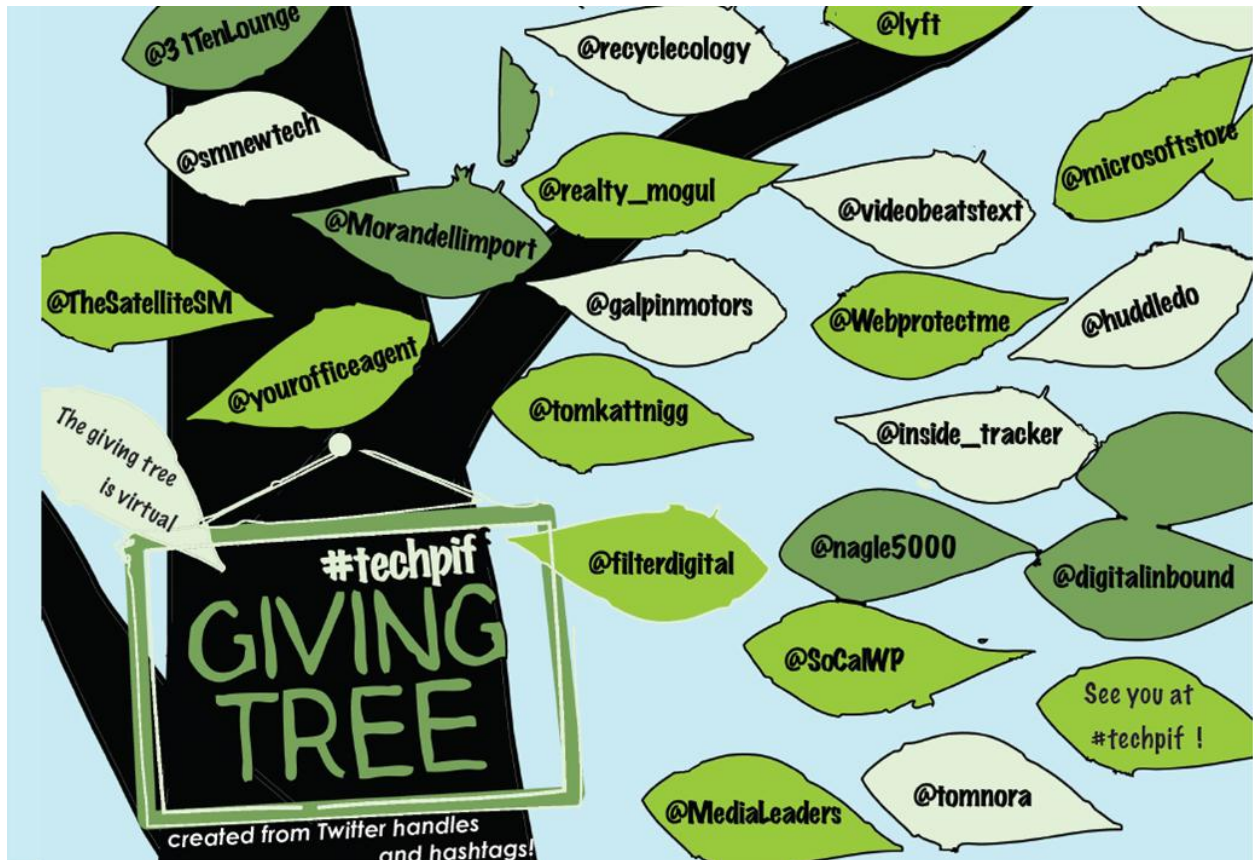 @31TenLounge
@recyclecology
@lyft
@smnewtech
@realty_mogul
@videobeatstext
@microsoftstore
@Morandellimport
@TheSatelliteSM
@galpinmotors
@Webprotectme
@huddledo
@yourofficeagent
@tomkattnigg
@inside_tracker
The giving tree
is virtual
#techpif
GIVING
TREE
@filterdigital
@nagle5000
@digitalinbound
@SoCalWP
See you at
#techpif !
@MediaLeaders
@tomnora
created from Twitter handles
and hashtags!